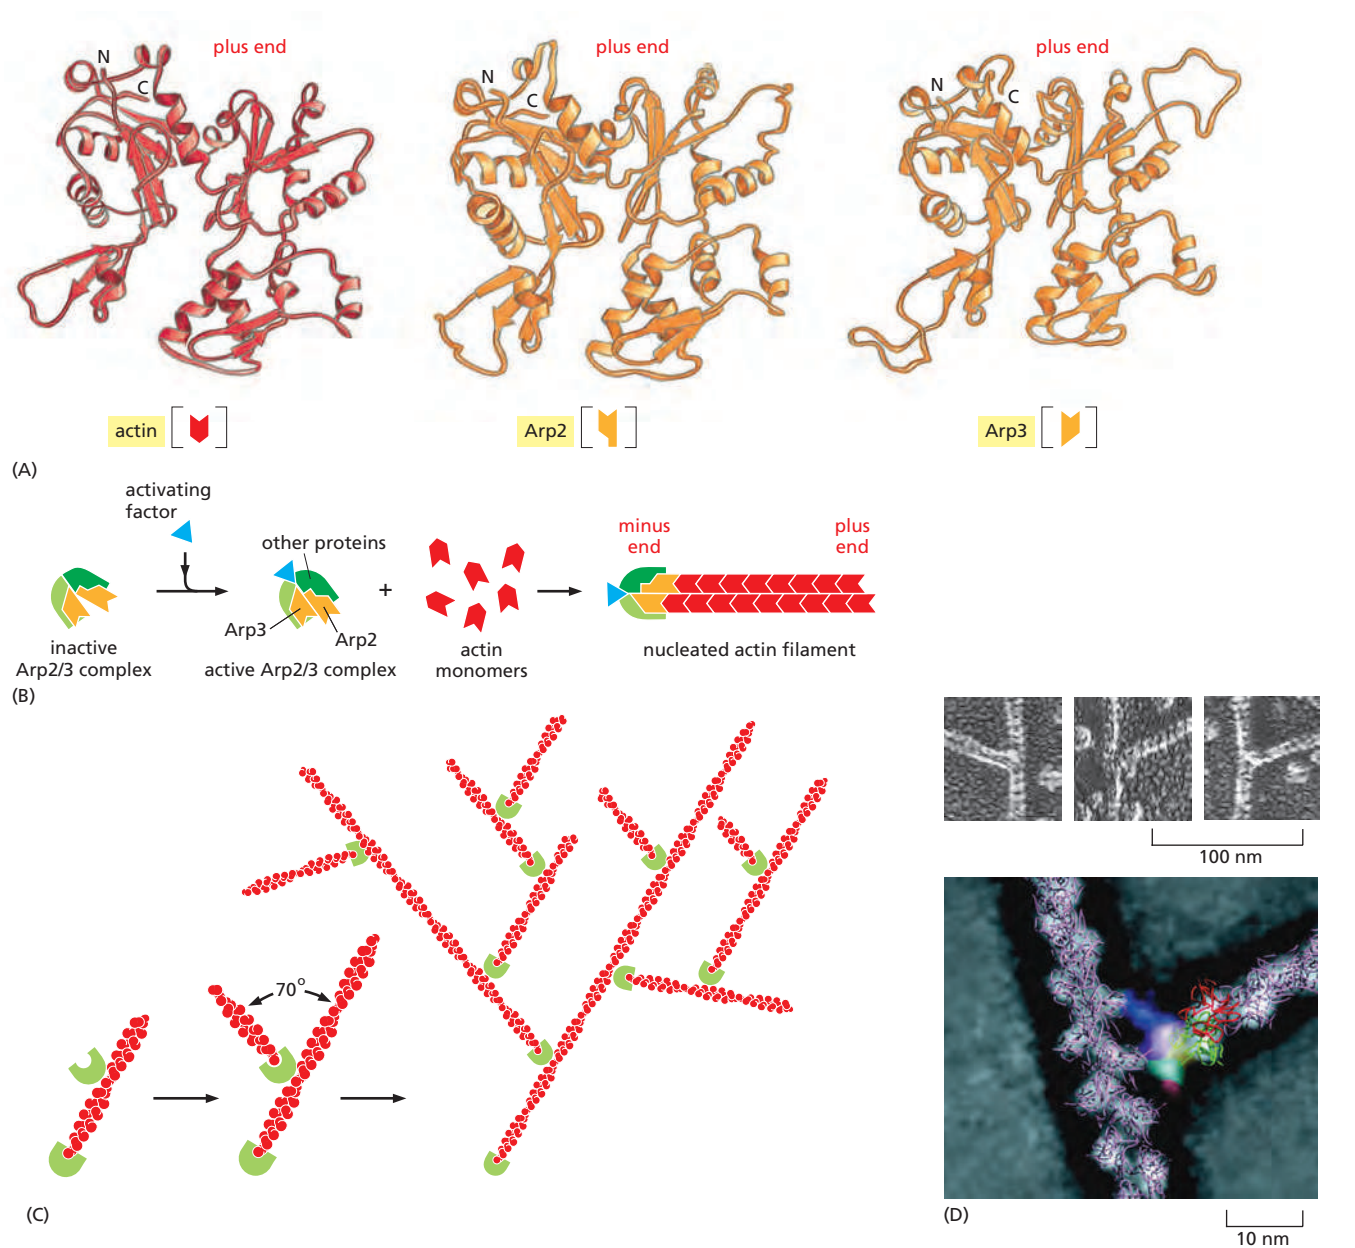 N
C
plus end
N
C
plus end
N
C
plus end
actin
Arp2
Arp3
(A)
activating
factor
other proteins
Arp3
Arp2
+
inactive
Arp2/3 complex
active Arp2/3 complex
actin
monomers
minus
end
plus
end
nucleated actin filament
(B)
70°
(C)
100 nm
(D)
10 nm